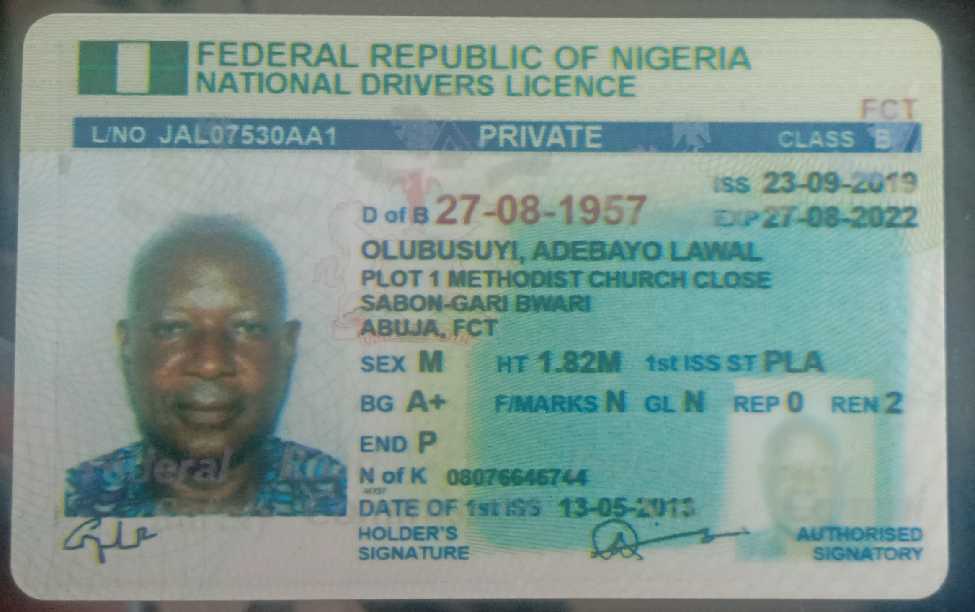 FEDERAL REPUBLIC OF NIGERIA
NATIONAL DRIVERS LICENCE
FCT
L/NO JAL07530AA1 PRIVATE CLASS B
ISS 23-09-2019
D of B 27-08-1957 EXP 27-08-2022
OLUBUSUYI, ADEBAYO LAWAL
PLOT 1 METHODIST CHURCH CLOSE
SABON-GARI BWARI
ABUJA, FCT
SEX M HT 1.82M 1st ISS ST PLA
BG A+ F/MARKS N GL N REP 0 REN 2
END P
N of K 08076646744
DATE OF 1st ISS 13-05-2013
HOLDER'S SIGNATURE
AUTHORISED SIGNATORY